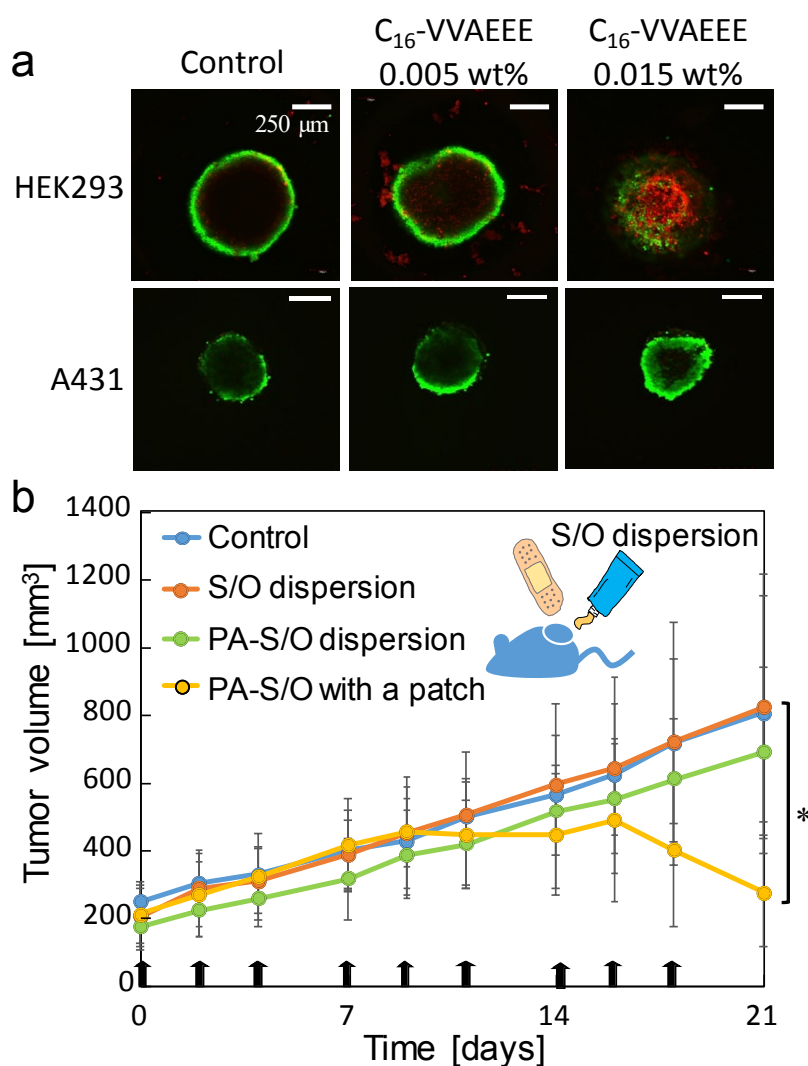 a
Control
C16-VVAEEE
0.005 wt%
C16-VVAEEE
0.015 wt%
250 μm
HEK293
A431
b
1400
1200
1000
800
600
400
200
0
Tumor volume [mm³]
Control
S/O dispersion
PA-S/O dispersion
PA-S/O with a patch
S/O dispersion
*
0
7
14
21
Time [days]